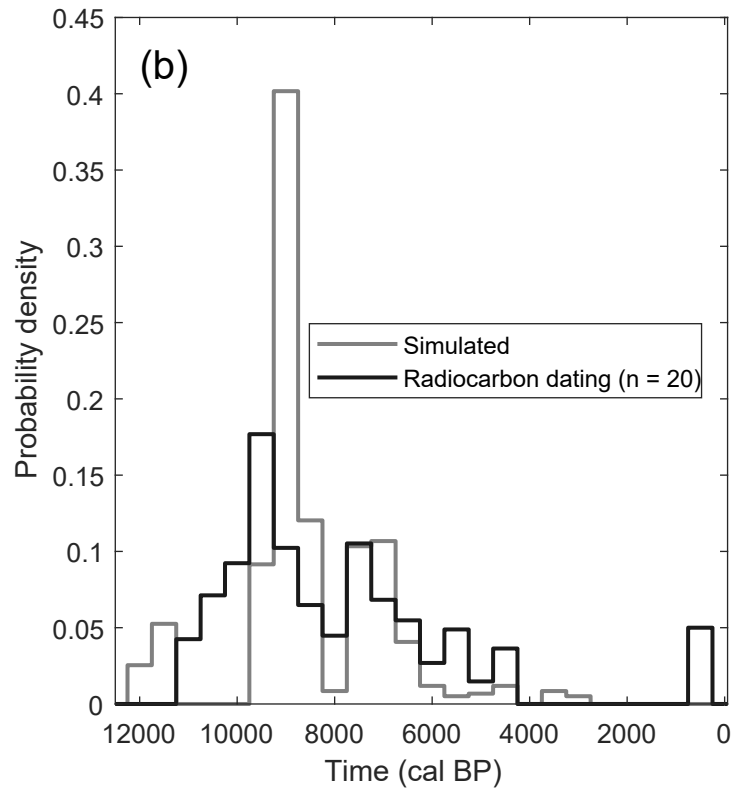 (b)
0.45
0.4
0.35
0.3
0.25
0.2
0.15
0.1
0.05
0
Probability density
Simulated
Radiocarbon dating (n = 20)
12000 10000 8000 6000 4000 2000 0
Time (cal BP)